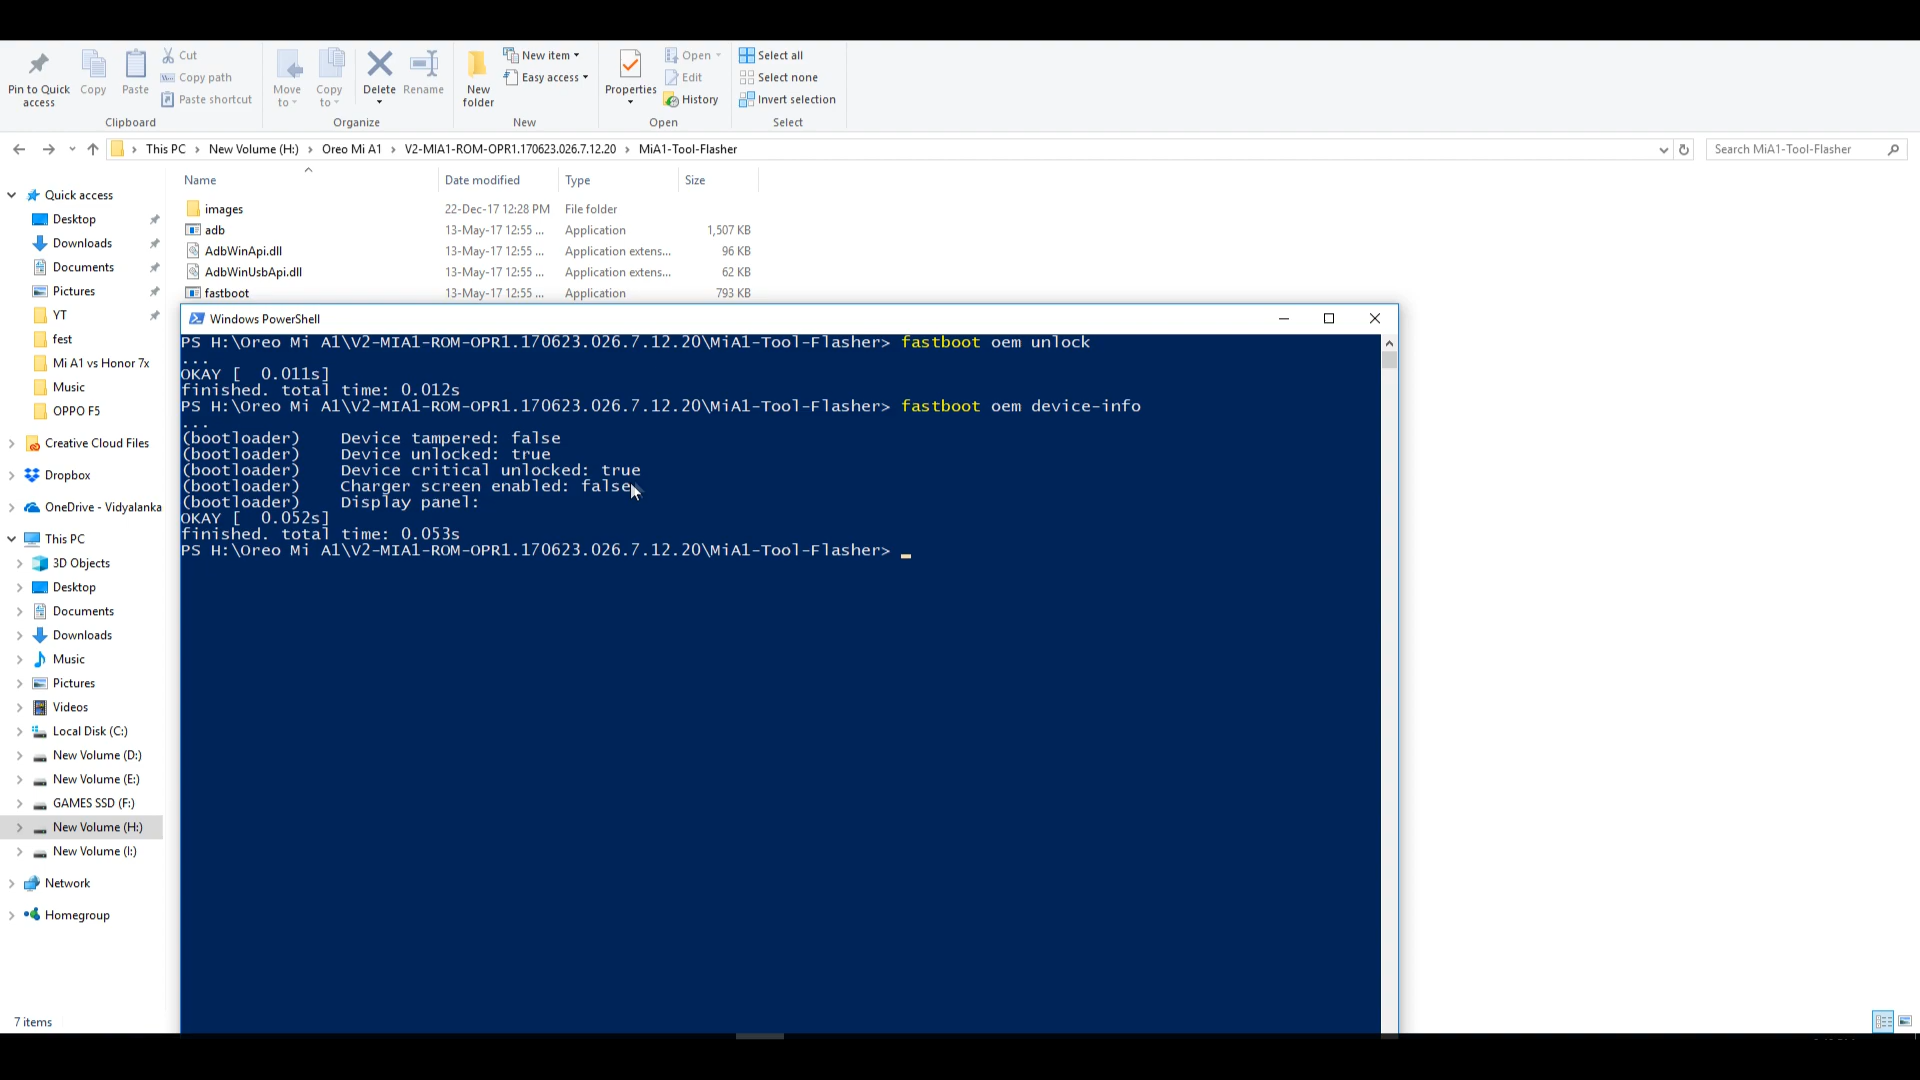 Pin to Quick access
Copy
Paste
Cut
Copy path
Paste shortcut
Clipboard
Move to
Copy to
Delete
Rename
Organize
New folder
New item
Easy access
New
Properties
Open
Edit
History
Open
Select all
Select none
Invert selection
Select
This PC > New Volume (H:) > Oreo Mi A1 > V2-MIA1-ROM-OPR1.170623.026.7.12.20 > MiA1-Tool-Flasher
Search MiA1-Tool-Flasher
Name Date modified Type Size
images 22-Dec-17 12:28 PM File folder
adb 13-May-17 12:55 ... Application 1,507 KB
AdbWinApi.dll 13-May-17 12:55 ... Application extens... 96 KB
AdbWinUsbApi.dll 13-May-17 12:55 ... Application extens... 62 KB
fastboot 13-May-17 12:55 ... Application 793 KB
Quick access
Desktop
Downloads
Documents
Pictures
YT
fest
Mi A1 vs Honor 7x
Music
OPPO F5
Creative Cloud Files
Dropbox
OneDrive - Vidyalanka
This PC
3D Objects
Desktop
Documents
Downloads
Music
Pictures
Videos
Local Disk (C:)
New Volume (D:)
New Volume (E:)
GAMES SSD (F:)
New Volume (H:)
New Volume (I:)
Network
Homegroup
7 items
Windows PowerShell
PS H:\Oreo Mi A1\V2-MIA1-ROM-OPR1.170623.026.7.12.20\MiA1-Tool-Flasher> fastboot oem unlock
...
OKAY [  0.011s]
finished. total time: 0.012s
PS H:\Oreo Mi A1\V2-MIA1-ROM-OPR1.170623.026.7.12.20\MiA1-Tool-Flasher> fastboot oem device-info
...
(bootloader)    Device tampered: false
(bootloader)    Device unlocked: true
(bootloader)    Device critical unlocked: true
(bootloader)    Charger screen enabled: false
(bootloader)    Display panel:
OKAY [  0.052s]
finished. total time: 0.053s
PS H:\Oreo Mi A1\V2-MIA1-ROM-OPR1.170623.026.7.12.20\MiA1-Tool-Flasher> _